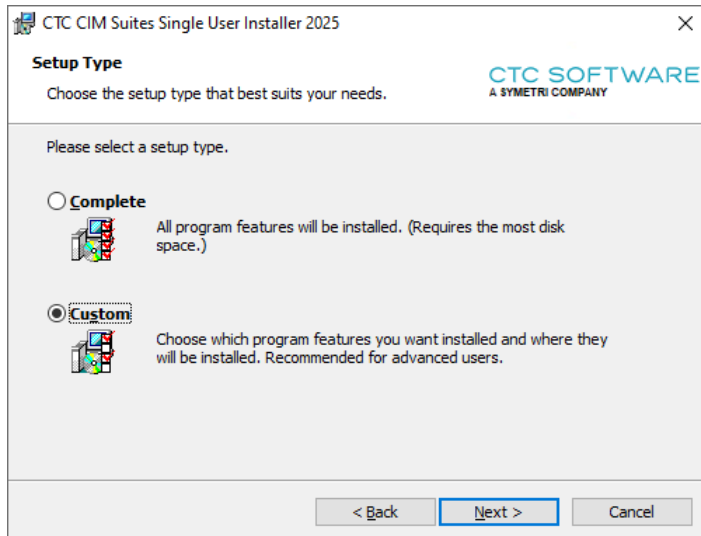 CTC CIM Suites Single User Installer 2025
Setup Type
Choose the setup type that best suits your needs.
CTC SOFTWARE
A SYMETRI COMPANY
Please select a setup type.
Complete
All program features will be installed. (Requires the most disk
space.)
Custom
Choose which program features you want installed and where they
will be installed. Recommended for advanced users.
< Back
Next >
Cancel